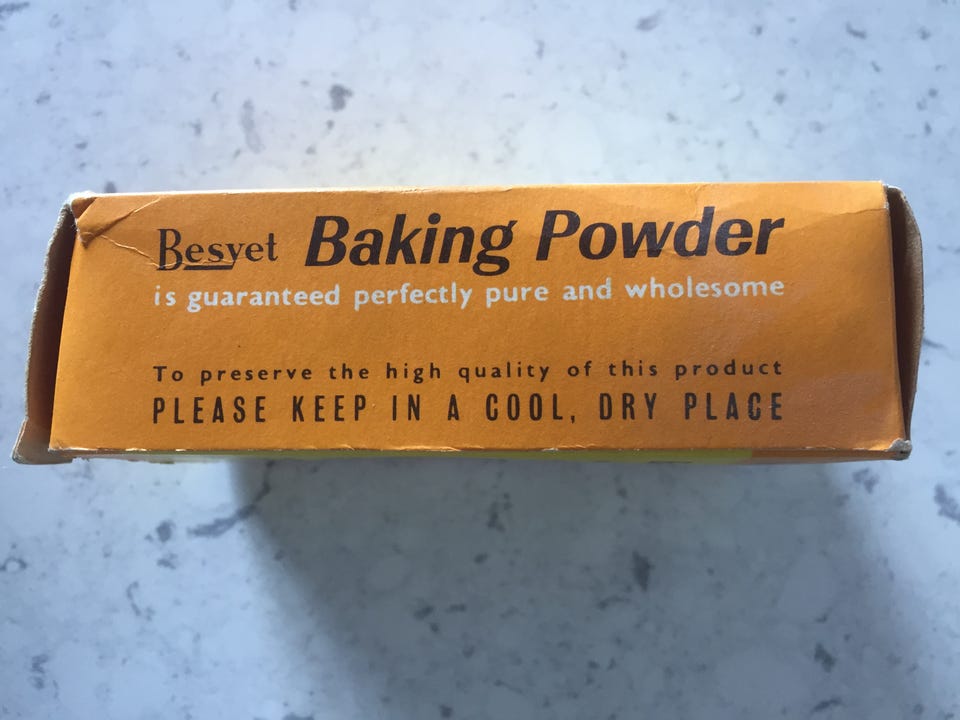 Besvet Baking Powder
is guaranteed perfectly pure and wholesome
To preserve the high quality of this product
PLEASE KEEP IN A COOL, DRY PLACE